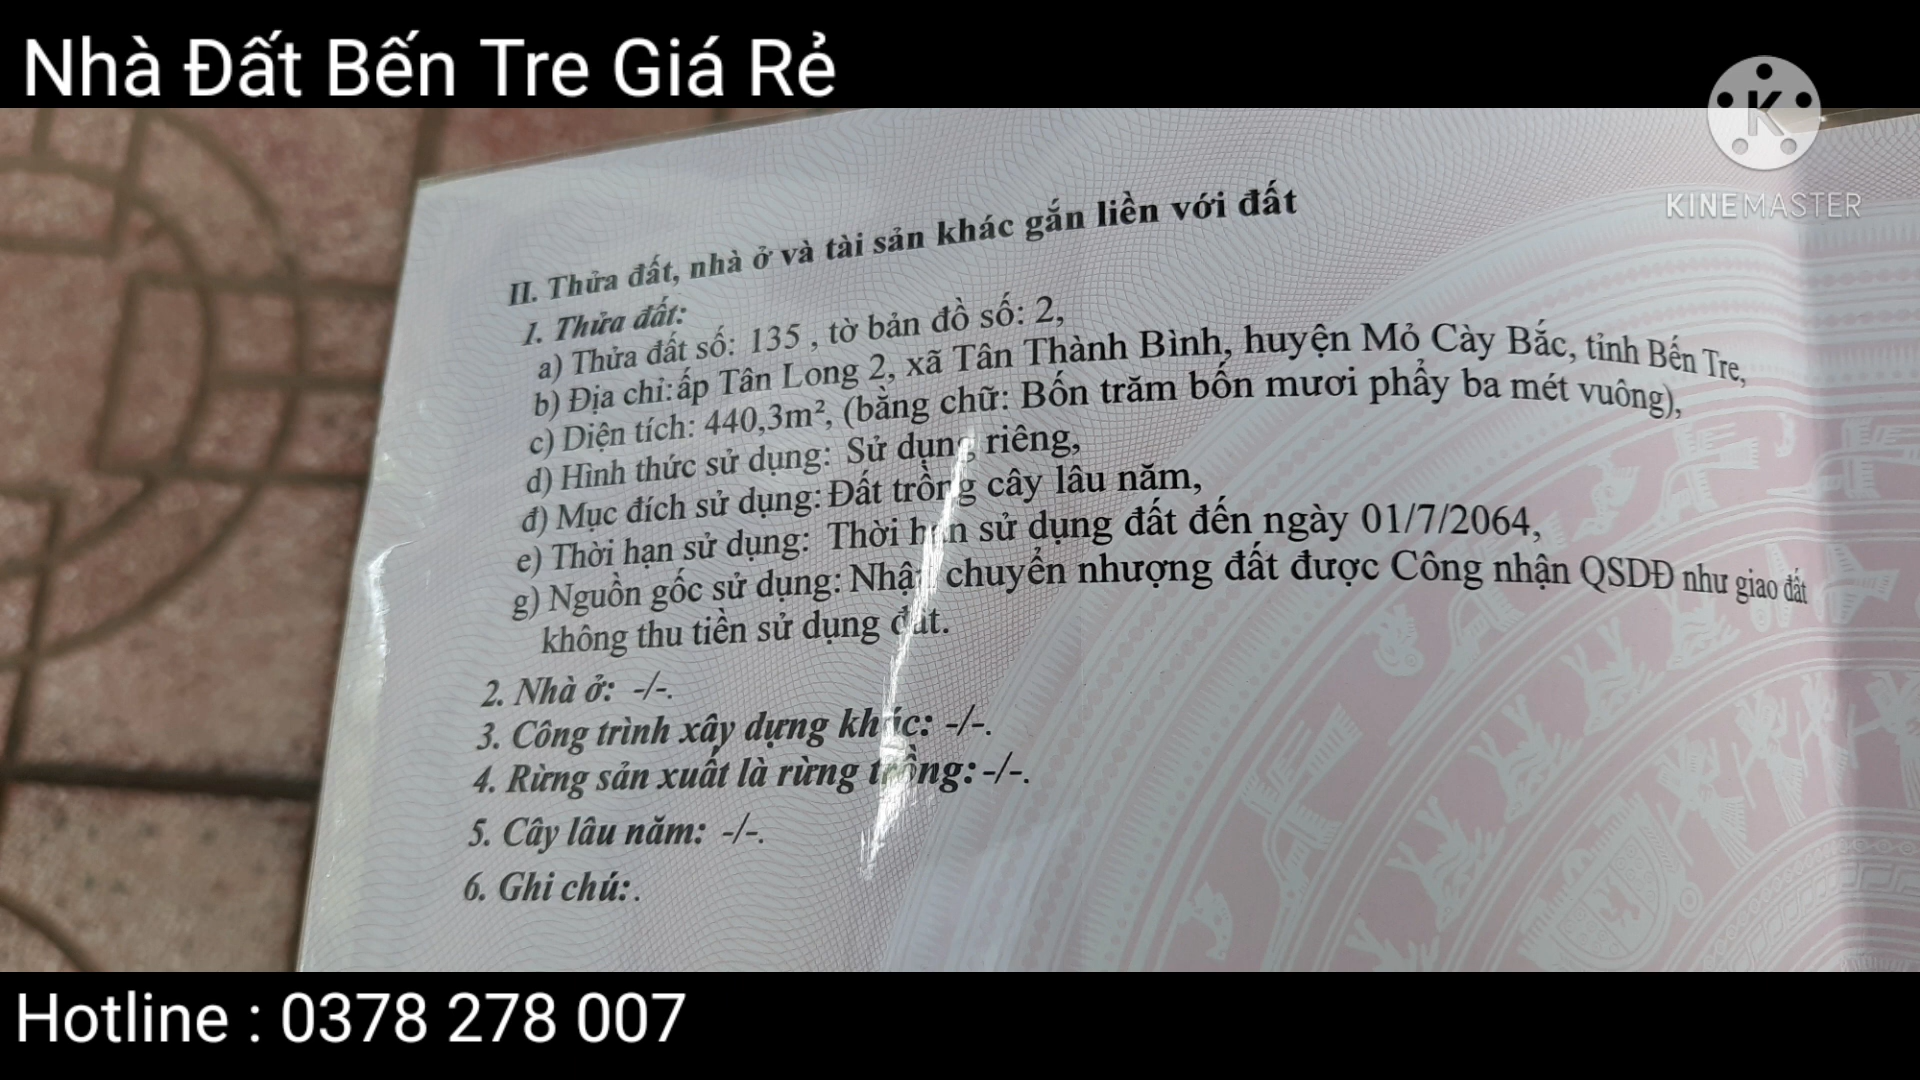 Nhà Đất Bến Tre Giá Rẻ
KINEMASTER
II. Thửa đất, nhà ở và tài sản khác gắn liền với đất
1. Thửa đất:
a) Thửa đất số: 135 , tờ bản đồ số: 2,
b) Địa chỉ: ấp Tân Long 2, xã Tân Thành Bình, huyện Mỏ Cày Bắc, tỉnh Bến Tre,
c) Diện tích: 440,3m², (bằng chữ: Bốn trăm bốn mươi phẩy ba mét vuông),
d) Hình thức sử dụng: Sử dụng riêng,
đ) Mục đích sử dụng: Đất trồng cây lâu năm,
e) Thời hạn sử dụng: Thời hạn sử dụng đất đến ngày 01/7/2064,
g) Nguồn gốc sử dụng: Nhận chuyển nhượng đất được Công nhận QSDĐ như giao đất
không thu tiền sử dụng đất.
2. Nhà ở: -/-.
3. Công trình xây dựng khác: -/-.
4. Rừng sản xuất là rừng trồng: -/-.
5. Cây lâu năm: -/-.
6. Ghi chú: .
Hotline : 0378 278 007